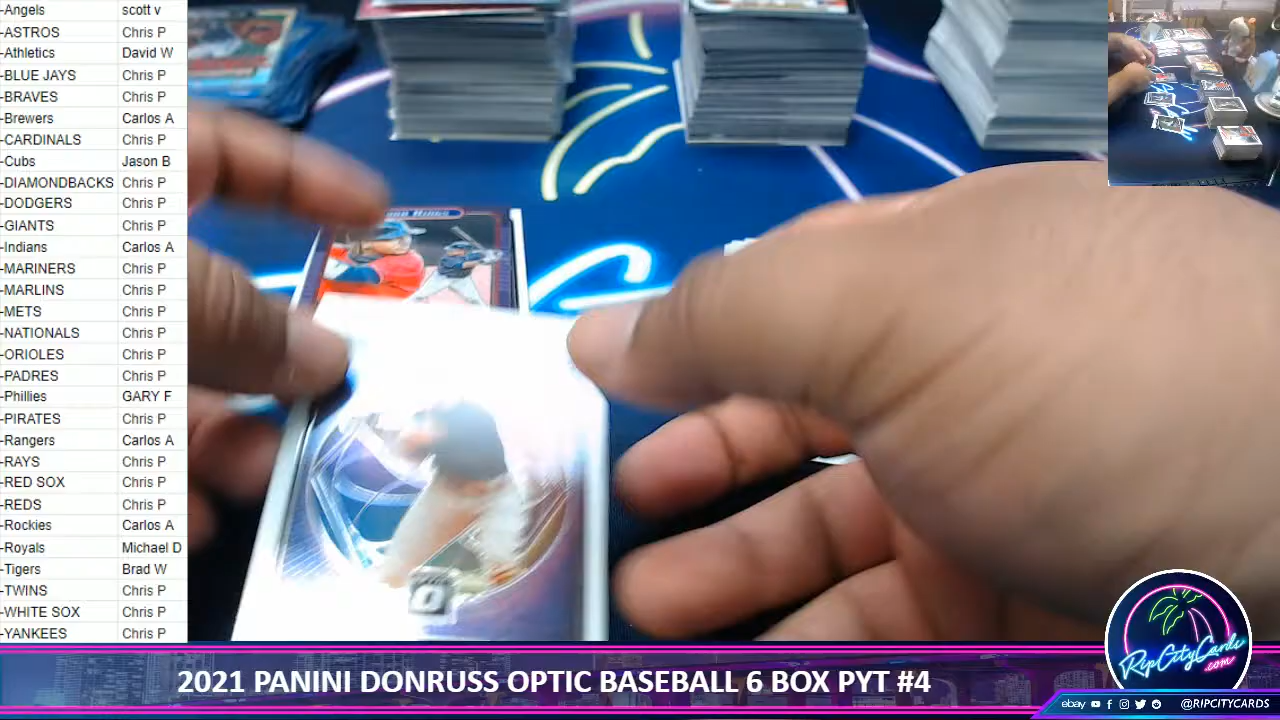 -Angels scott v
-ASTROS Chris P
-Athletics David W
-BLUE JAYS Chris P
-BRAVES Chris P
-Brewers Carlos A
-CARDINALS Chris P
-Cubs Jason B
-DIAMONDBACKS Chris P
-DODGERS Chris P
-GIANTS Chris P
-Indians Carlos A
-MARINERS Chris P
-MARLINS Chris P
-METS Chris P
-NATIONALS Chris P
-ORIOLES Chris P
-PADRES Chris P
-Phillies GARY F
-PIRATES Chris P
-Rangers Carlos A
-RAYS Chris P
-RED SOX Chris P
-REDS Chris P
-Rockies Carlos A
-Royals Michael D
-Tigers Brad W
-TWINS Chris P
-WHITE SOX Chris P
-YANKEES Chris P
2021 PANINI DONRUSS OPTIC BASEBALL 6 BOX PYT #4
RipCityCards
.com
ebay @RIPCITYCARDS